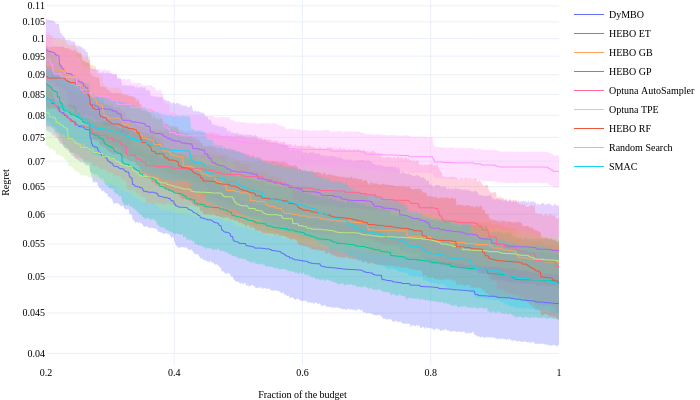 0.11
0.105
0.1
0.095
0.09
0.085
0.08
0.075
0.07
0.065
0.06
0.055
0.05
0.045
0.04
Regret
0.2 0.4 0.6 0.8 1
Fraction of the budget
DyMBO
HEBO ET
HEBO GB
HEBO GP
Optuna AutoSampler
Optuna TPE
HEBO RF
Random Search
SMAC